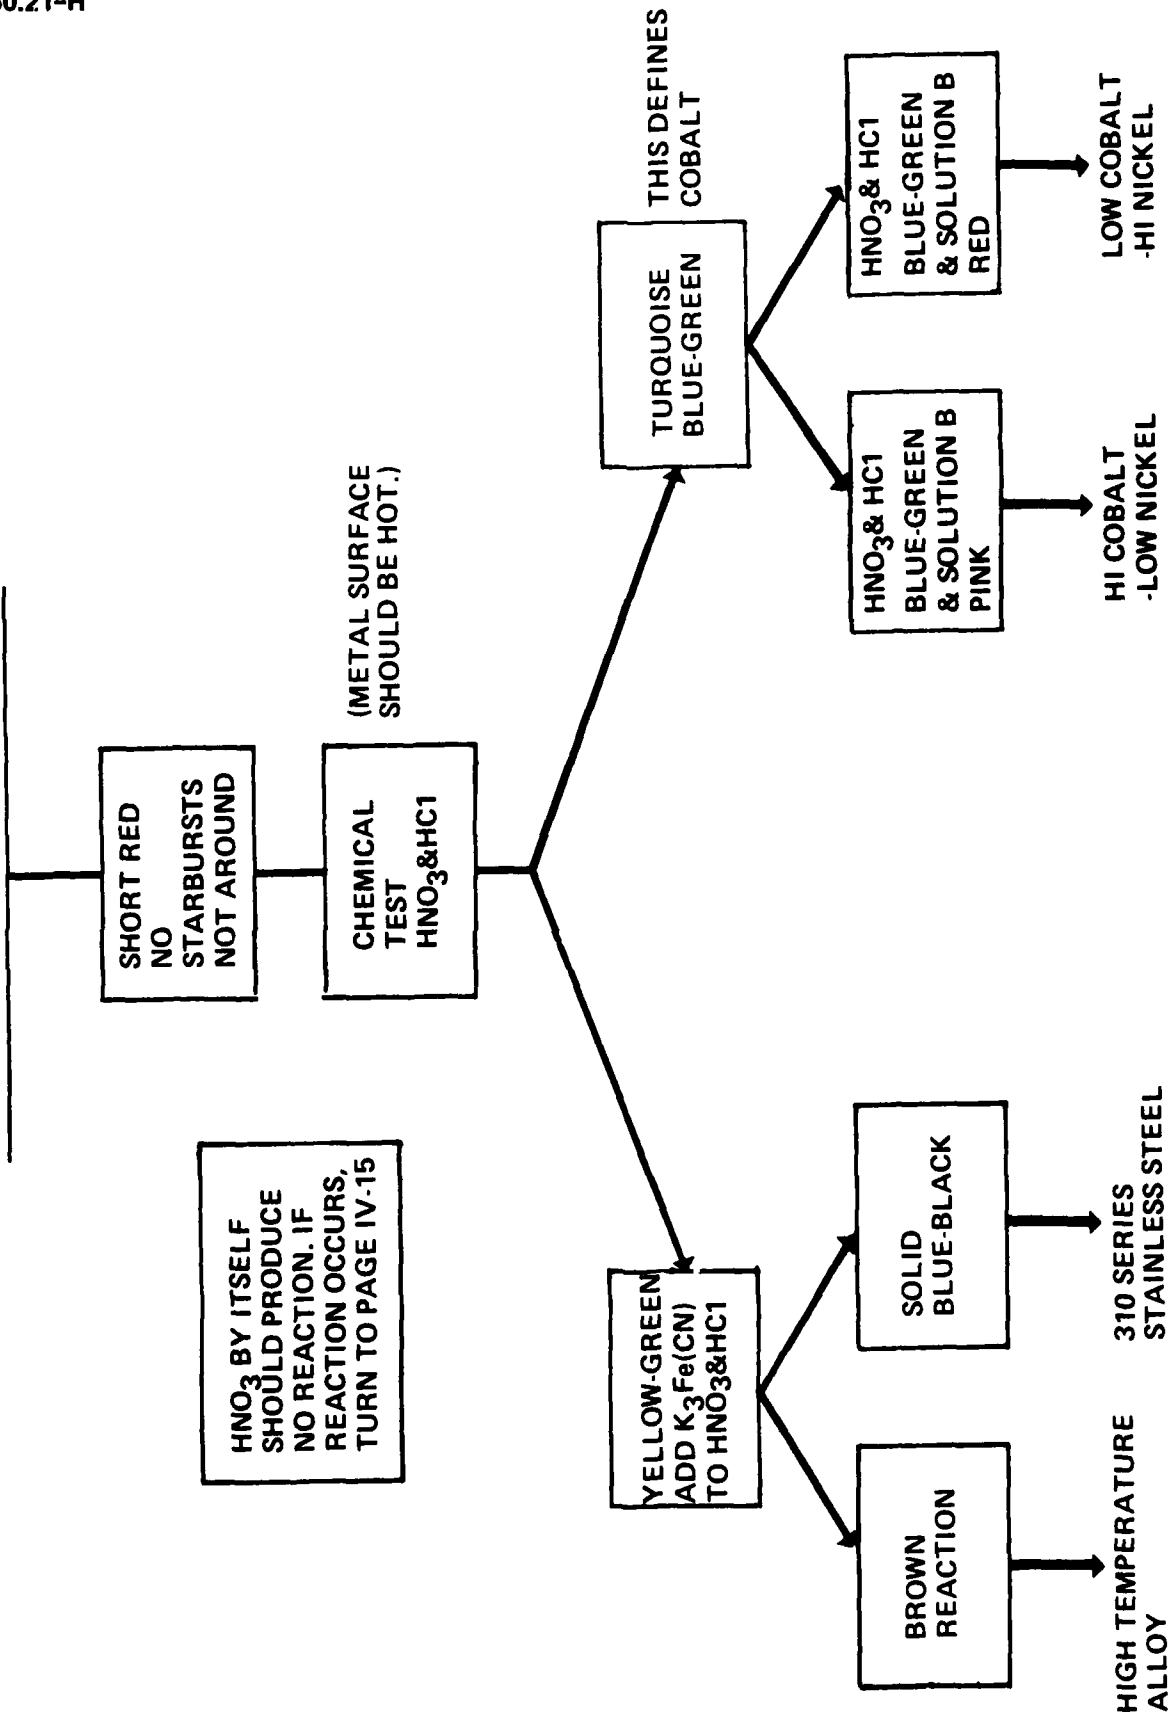 SHORT RED
NO
STARBURSTS
NOT AROUND
HNO3 BY ITSELF
SHOULD PRODUCE
NO REACTION. IF
REACTION OCCURS,
TURN TO PAGE IV-15
CHEMICAL
TEST
HNO3&HC1
(METAL SURFACE
SHOULD BE HOT.)
YELLOW-GREEN
ADD K3Fe(CN)
TO HNO3&HC1
TURQUOISE
BLUE-GREEN
THIS DEFINES
COBALT
BROWN
REACTION
SOLID
BLUE-BLACK
HNO3& HC1
BLUE-GREEN
& SOLUTION B
PINK
HNO3& HC1
BLUE-GREEN
& SOLUTION B
RED
HIGH TEMPERATURE
ALLOY
310 SERIES
STAINLESS STEEL
HI COBALT
-LOW NICKEL
LOW COBALT
-HI NICKEL